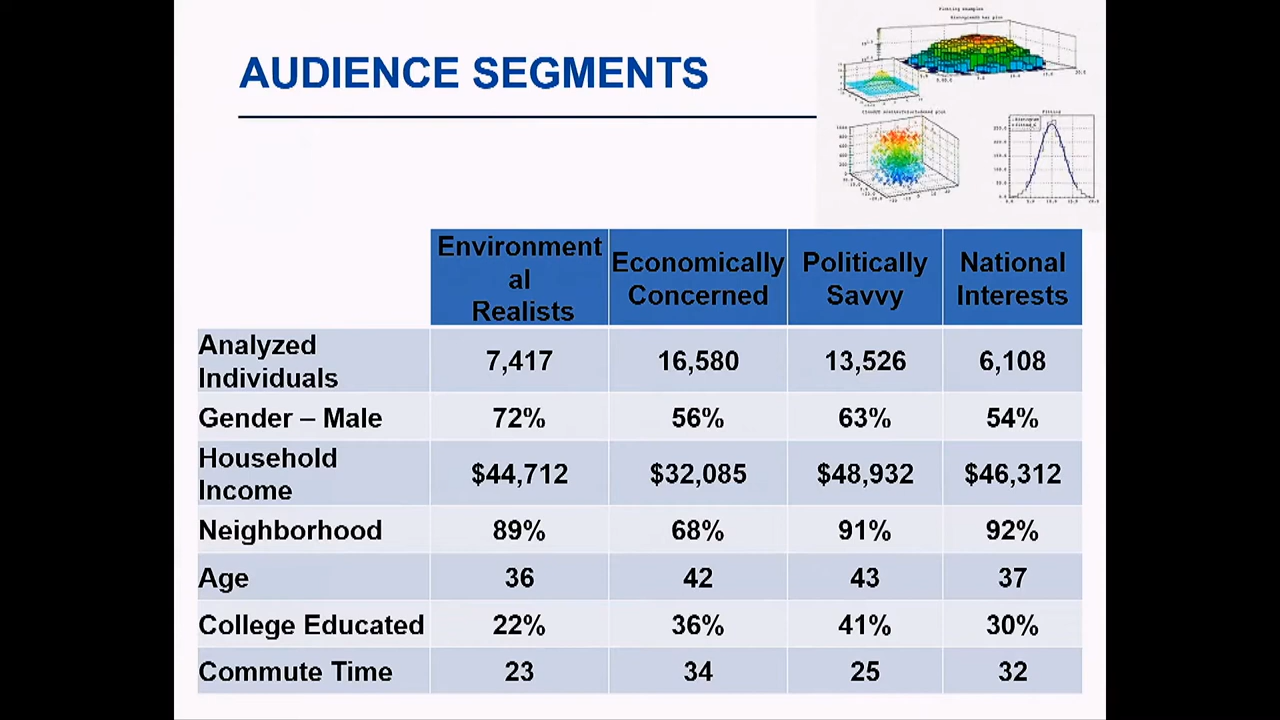 AUDIENCE SEGMENTS
Environment
al
Realists
Economically
Concerned
Politically
Savvy
National
Interests
Analyzed
Individuals
7,417
16,580
13,526
6,108
Gender – Male
72%
56%
63%
54%
Household
Income
$44,712
$32,085
$48,932
$46,312
Neighborhood
89%
68%
91%
92%
Age
36
42
43
37
College Educated
22%
36%
41%
30%
Commute Time
23
34
25
32